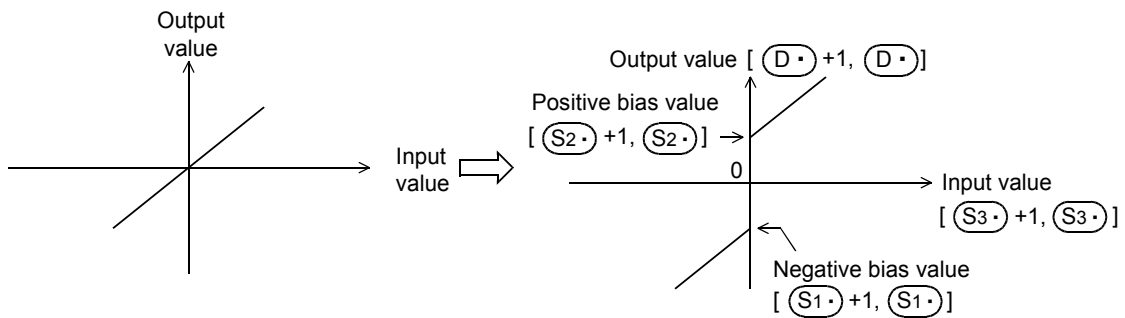 Output
value
Input
value
Output value [ D· +1, D· ]
Positive bias value
[ S2· +1, S2· ]
0
Input value
[ S3· +1, S3· ]
Negative bias value
[ S1· +1, S1· ]